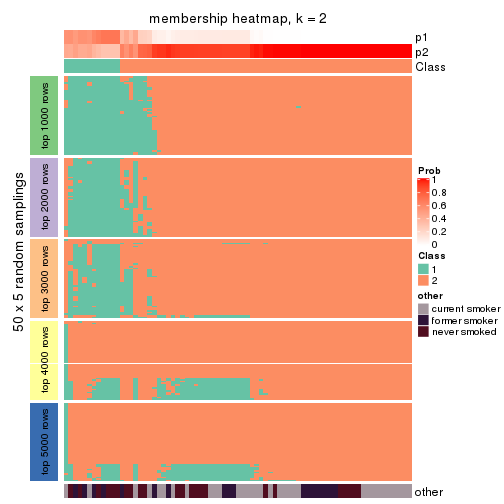 membership heatmap, k = 2
p1
p2
Class
50 x 5 random samplings
top 1000 rows
top 2000 rows
top 3000 rows
top 4000 rows
top 5000 rows
Prob
1
0.8
0.6
0.4
0.2
0
Class
1
2
other
current smoker
former smoker
never smoked
other